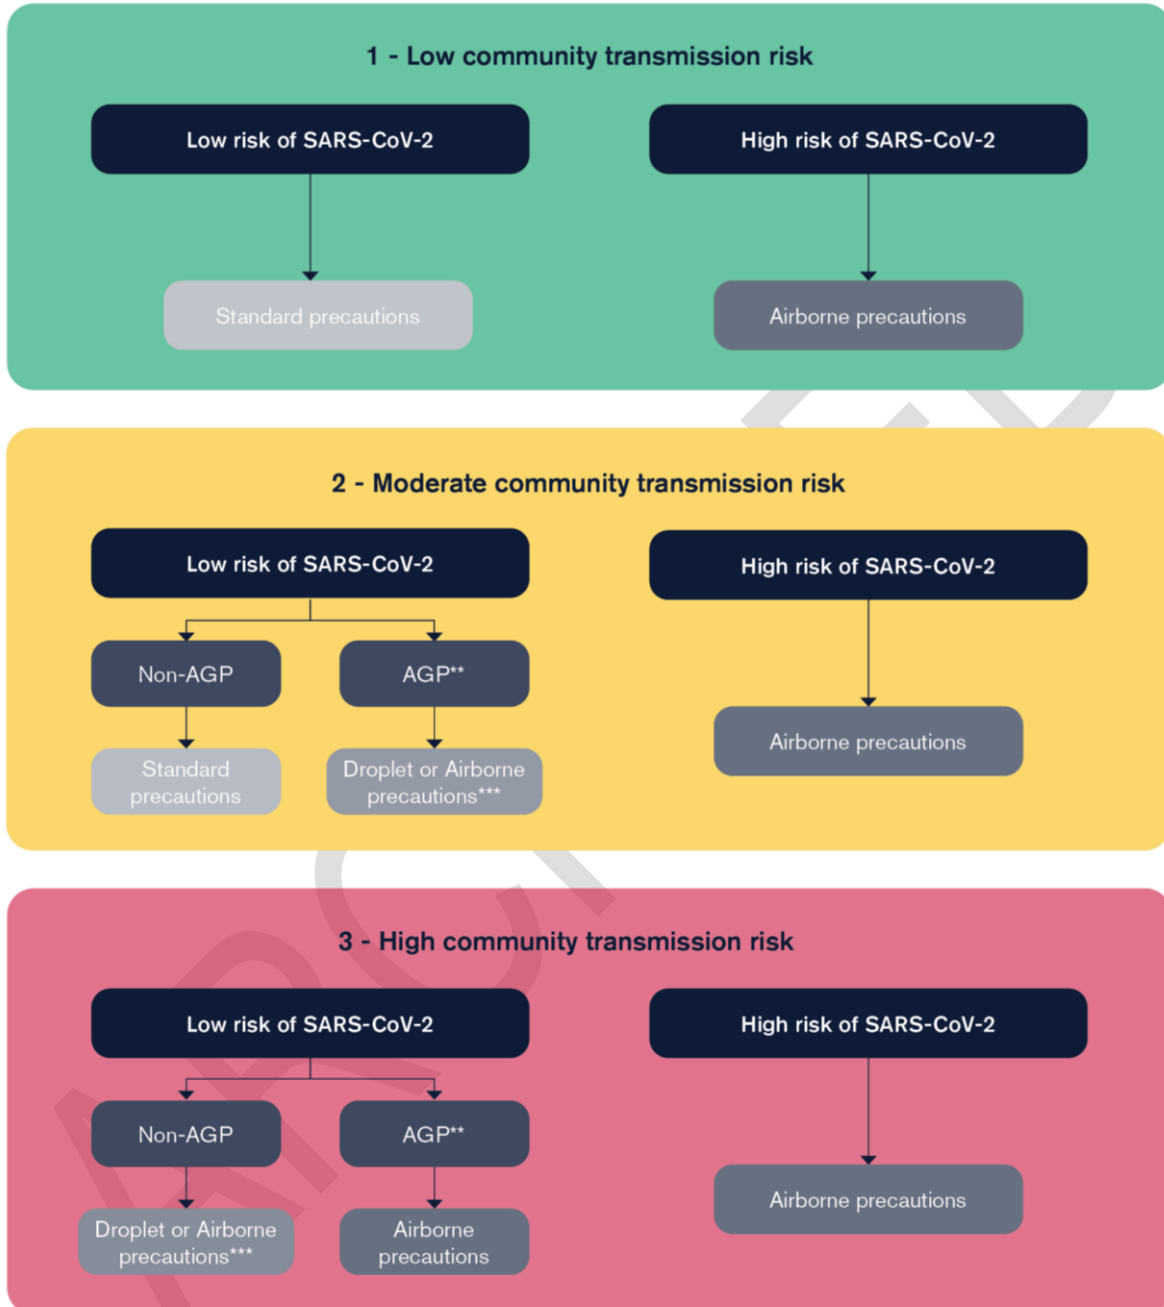 1 - Low community transmission risk
Low risk of SARS-CoV-2
High risk of SARS-CoV-2
Standard precautions
Airborne precautions
2 - Moderate community transmission risk
Low risk of SARS-CoV-2
High risk of SARS-CoV-2
Non-AGP
AGP**
Airborne precautions
Standard
precautions
Droplet or Airborne
precautions***
3 - High community transmission risk
Low risk of SARS-CoV-2
High risk of SARS-CoV-2
Non-AGP
AGP**
Airborne precautions
Droplet or Airborne
precautions***
Airborne
precautions